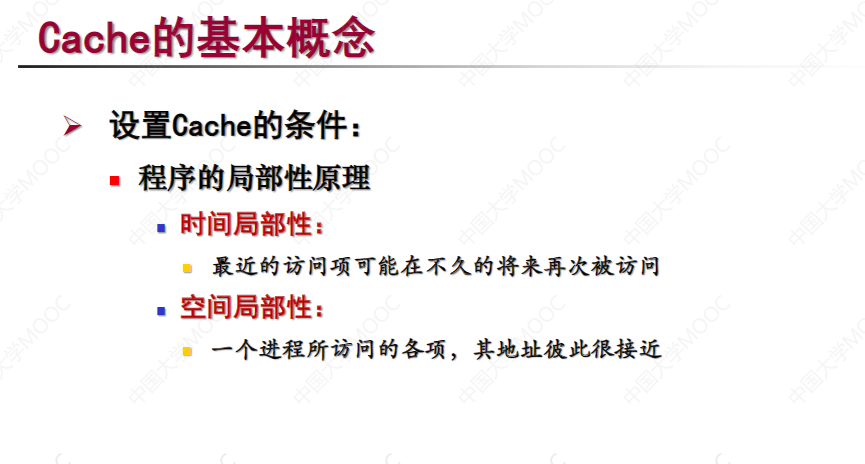 Cache的基本概念
设置Cache的条件：
程序的局部性原理
时间局部性：
最近的访问项可能在不久的将来再次被访问
空间局部性：
一个进程所访问的各项，其地址彼此很接近
中国大学MOOC